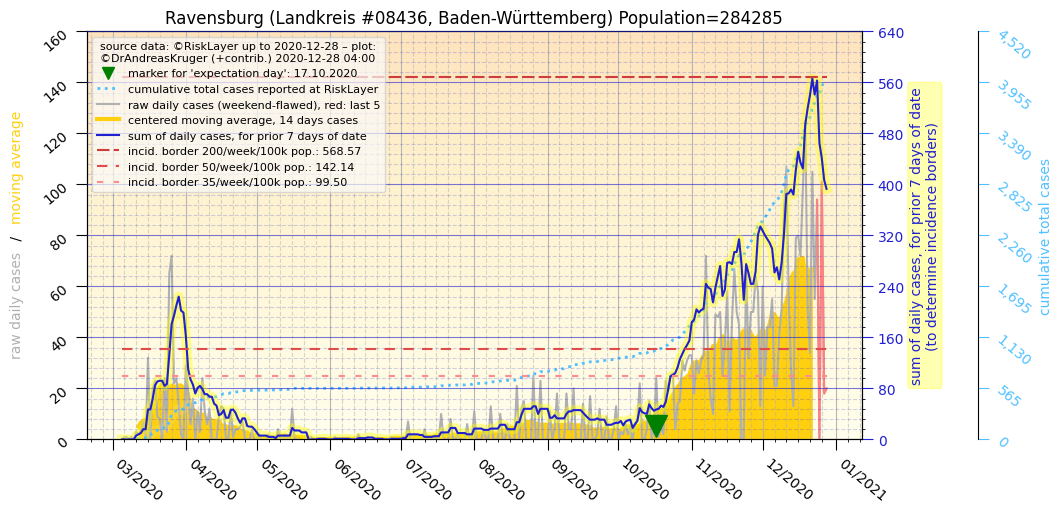 Ravensburg (Landkreis #08436, Baden-Württemberg) Population=284285
source data: ©RiskLayer up to 2020-12-28 – plot:
©DrAndreasKruger (+contrib.) 2020-12-28 04:00
marker for 'expectation day': 17.10.2020
cumulative total cases reported at RiskLayer
raw daily cases (weekend-flawed), red: last 5
centered moving average, 14 days cases
sum of daily cases, for prior 7 days of date
incid. border 200/week/100k pop.: 568.57
incid. border 50/week/100k pop.: 142.14
incid. border 35/week/100k pop.: 99.50
raw daily cases / moving average
160
140
120
100
80
60
40
20
0
03/2020
04/2020
05/2020
06/2020
07/2020
08/2020
09/2020
10/2020
11/2020
12/2020
01/2021
640
560
480
400
320
240
160
80
0
sum of daily cases, for prior 7 days of date
(to determine incidence borders)
4,520
3,955
3,390
2,825
2,260
1,695
1,130
565
0
cumulative total cases